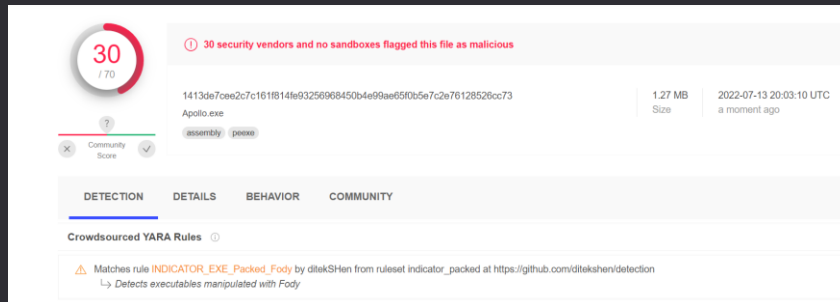 30
/ 70
30 security vendors and no sandboxes flagged this file as malicious
1413de7cee2c7c161f814fe93256968450b4e99ae65f0b5e7c2e76128526cc73
Apollo.exe
assembly peexe
1.27 MB
Size
2022-07-13 20:03:10 UTC
a moment ago
?
Community
Score
DETECTION DETAILS BEHAVIOR COMMUNITY
Crowdsourced YARA Rules
Matches rule INDICATOR_EXE_Packed_Fody by ditekSHen from ruleset indicator_packed at https://github.com/ditekshen/detection
↳ Detects executables manipulated with Fody